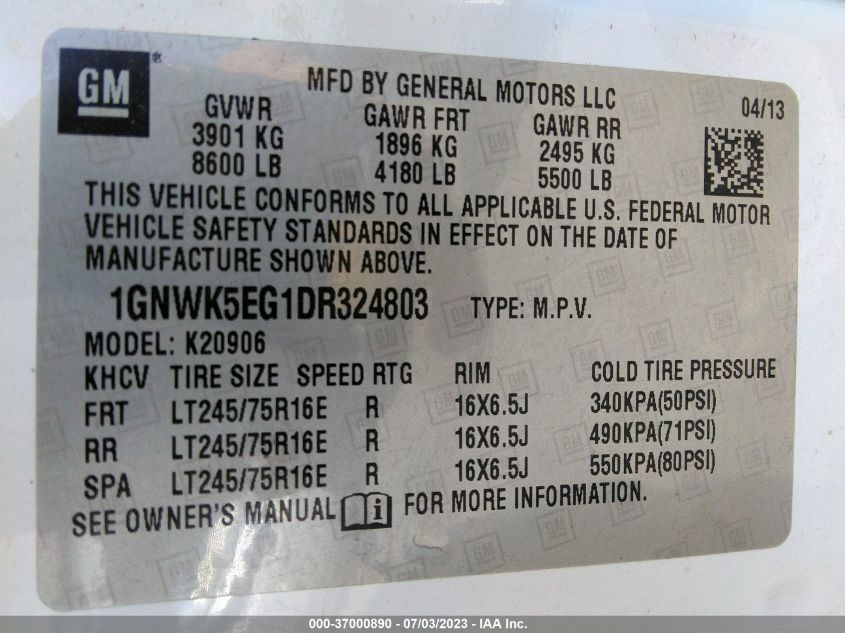 GM®
MFD BY GENERAL MOTORS LLC
04/13
GVWR GAWR FRT GAWR RR
3901 KG 1896 KG 2495 KG
8600 LB 4180 LB 5500 LB
THIS VEHICLE CONFORMS TO ALL APPLICABLE U.S. FEDERAL MOTOR
VEHICLE SAFETY STANDARDS IN EFFECT ON THE DATE OF
MANUFACTURE SHOWN ABOVE.
1GNWK5EG1DR324803 TYPE: M.P.V.
MODEL: K20906
KHCV TIRE SIZE SPEED RTG RIM COLD TIRE PRESSURE
FRT LT245/75R16E R 16X6.5J 340KPA(50PSI)
RR LT245/75R16E R 16X6.5J 490KPA(71PSI)
SPA LT245/75R16E R 16X6.5J 550KPA(80PSI)
SEE OWNER'S MANUAL i FOR MORE INFORMATION.
000-37000890 - 07/03/2023 - IAA Inc.